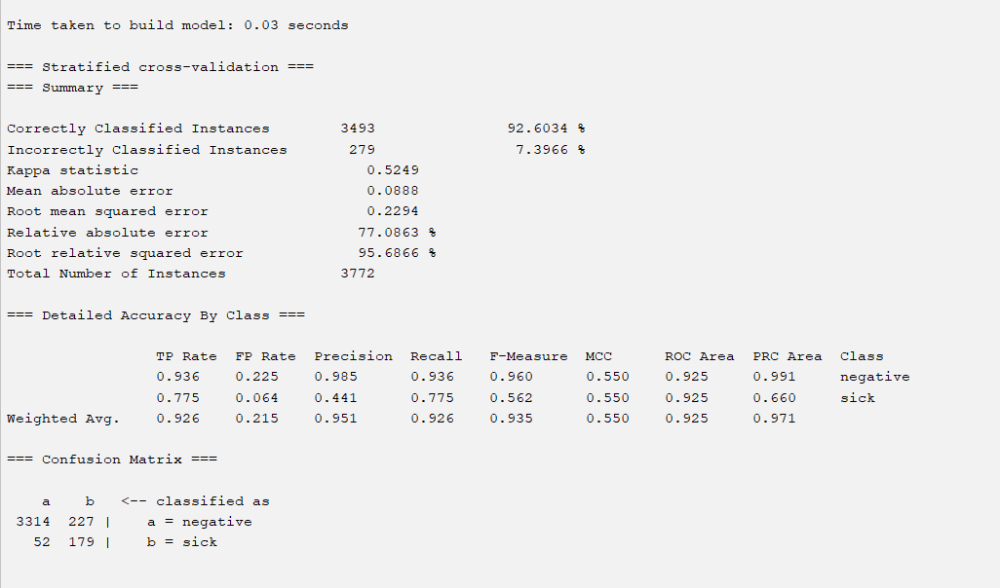 Time taken to build model: 0.03 seconds
=== Stratified cross-validation ===
=== Summary ===
Correctly Classified Instances        3493               92.6034 %
Incorrectly Classified Instances       279                7.3966 %
Kappa statistic                          0.5249
Mean absolute error                      0.0888
Root mean squared error                  0.2294
Relative absolute error                 77.0863 %
Root relative squared error             95.6866 %
Total Number of Instances             3772
=== Detailed Accuracy By Class ===
                 TP Rate  FP Rate  Precision  Recall   F-Measure  MCC      ROC Area  PRC Area  Class
                 0.936    0.225    0.985      0.936    0.960      0.550    0.925     0.991     negative
                 0.775    0.064    0.441      0.775    0.562      0.550    0.925     0.660     sick
Weighted Avg.    0.926    0.215    0.951      0.926    0.935      0.550    0.925     0.971
=== Confusion Matrix ===
    a    b   <-- classified as
 3314  227 |    a = negative
   52  179 |    b = sick